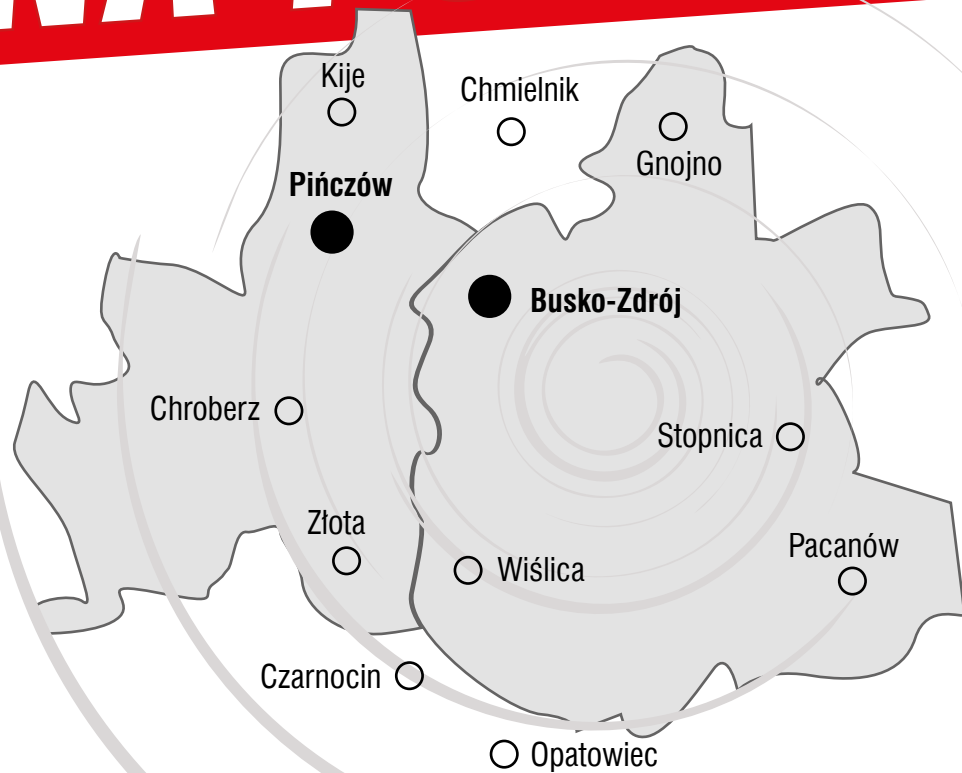 Kije
Chmielnik
Gnojno
Pińczów
Busko-Zdrój
Chroberz
Stopnica
Złota
Pacanów
Wiślica
Czarnocin
Opatowiec